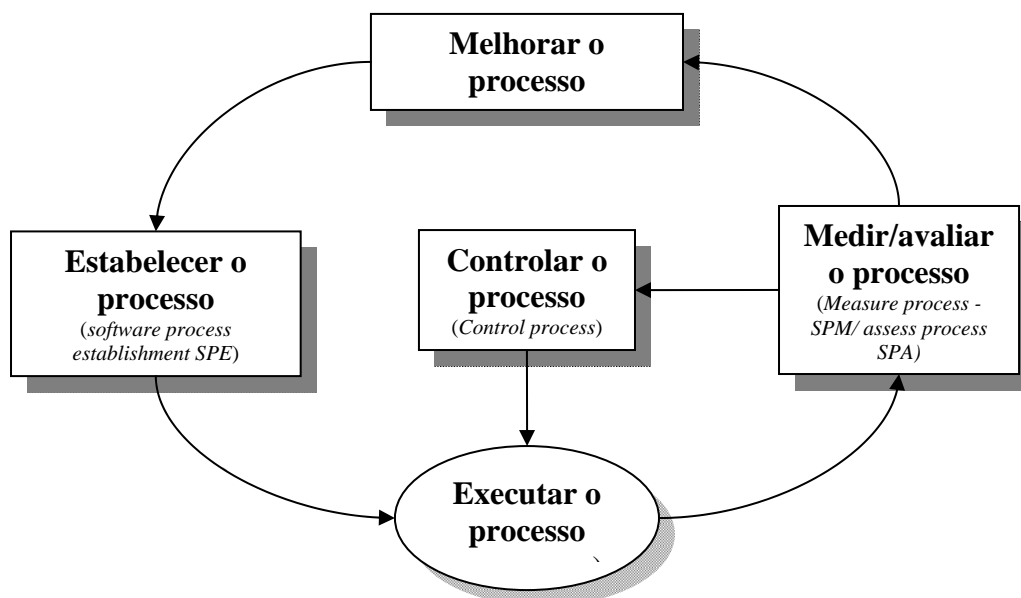 Melhorar o
processo
Estabelecer o
processo
(software process
establishment SPE)
Controlar o
processo
(Control process)
Medir/avaliar
o processo
(Measure process -
SPM/ assess process
SPA)
Executar o
processo